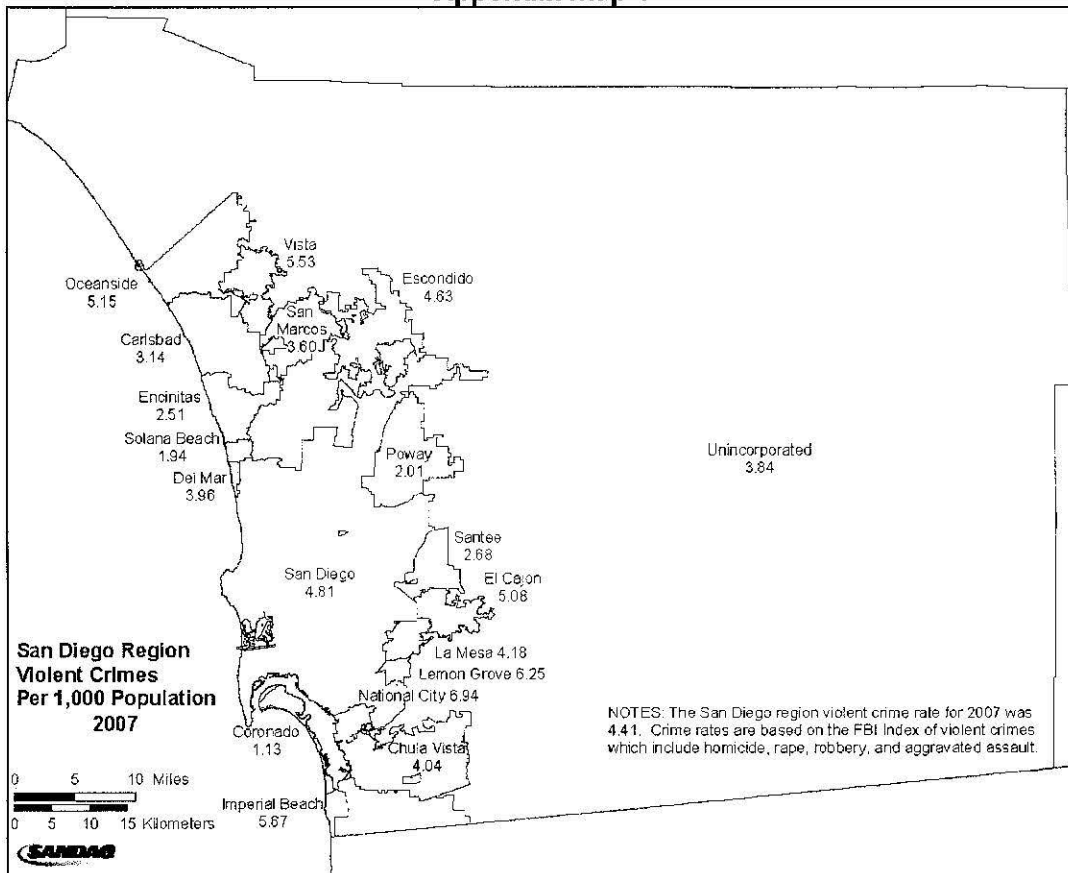 Vista
5.53
Oceanside
5.15
Escondido
4.63
San
Marcos
3.60
Carlsbad
3.14
Encinitas
2.51
Solana Beach
1.94
Del Mar
3.96
Poway
2.01
Unincorporated
3.84
Santee
2.68
San Diego
4.81
El Cajon
5.08
La Mesa 4.18
Lemon Grove 6.25
National City 6.94
San Diego Region
Violent Crimes
Per 1,000 Population
2007
Coronado
1.13
Chula Vista
4.04
Imperial Beach
5.67
NOTES: The San Diego region violent crime rate for 2007 was
4.41. Crime rates are based on the FBI Index of violent crimes
which include homicide, rape, robbery, and aggravated assault.
0 5 10 Miles
0 5 10 15 Kilometers
SANDAG